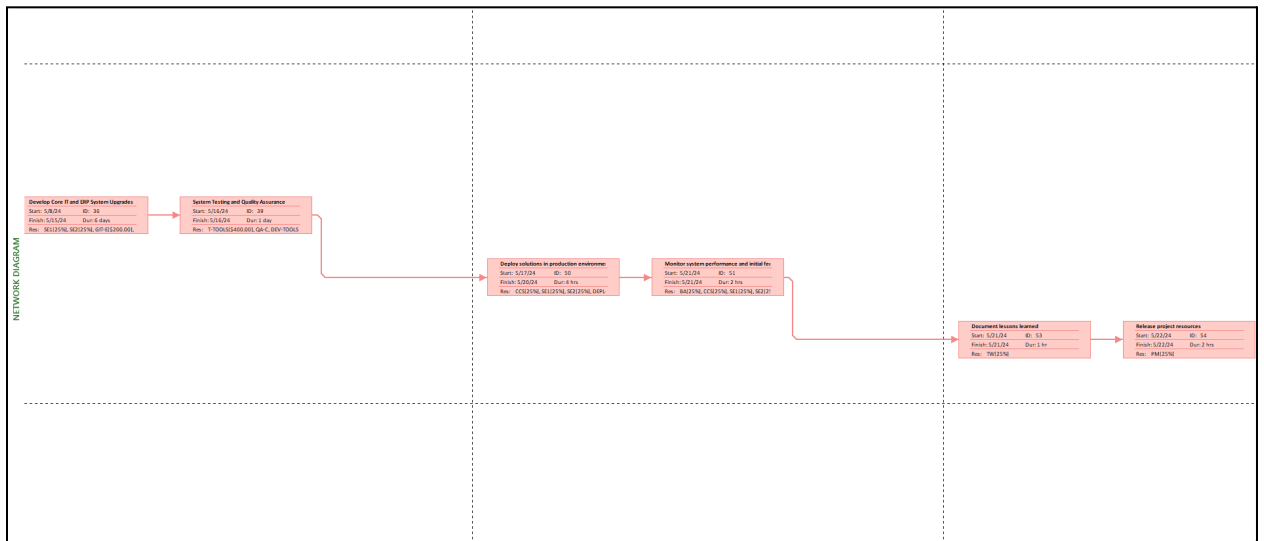 NETWORK DIAGRAM
Develop Core IT and ERP System Upgrades
Start: 5/8/24 ID: 36
Finish: 5/15/24 Dur: 6 days
Res: SE1[25%], SE2[25%], GIT-E[$200.00],
System Testing and Quality Assurance
Start: 5/16/24 ID: 39
Finish: 5/16/24 Dur: 1 day
Res: T-TOOLS[$400.00], QA-C, DEV-TOOLS
Deploy solutions in production environme
Start: 5/17/24 ID: 50
Finish: 5/20/24 Dur: 4 hrs
Res: CCS[25%], SE1[25%], SE2[25%], DEPL-
Monitor system performance and initial fe
Start: 5/21/24 ID: 51
Finish: 5/21/24 Dur: 2 hrs
Res: BA[25%], CCS[25%], SE1[25%], SE2[2
Document lessons learned
Start: 5/21/24 ID: 53
Finish: 5/21/24 Dur: 1 hr
Res: TW[25%]
Release project resources
Start: 5/22/24 ID: 54
Finish: 5/22/24 Dur: 2 hrs
Res: PM[25%]